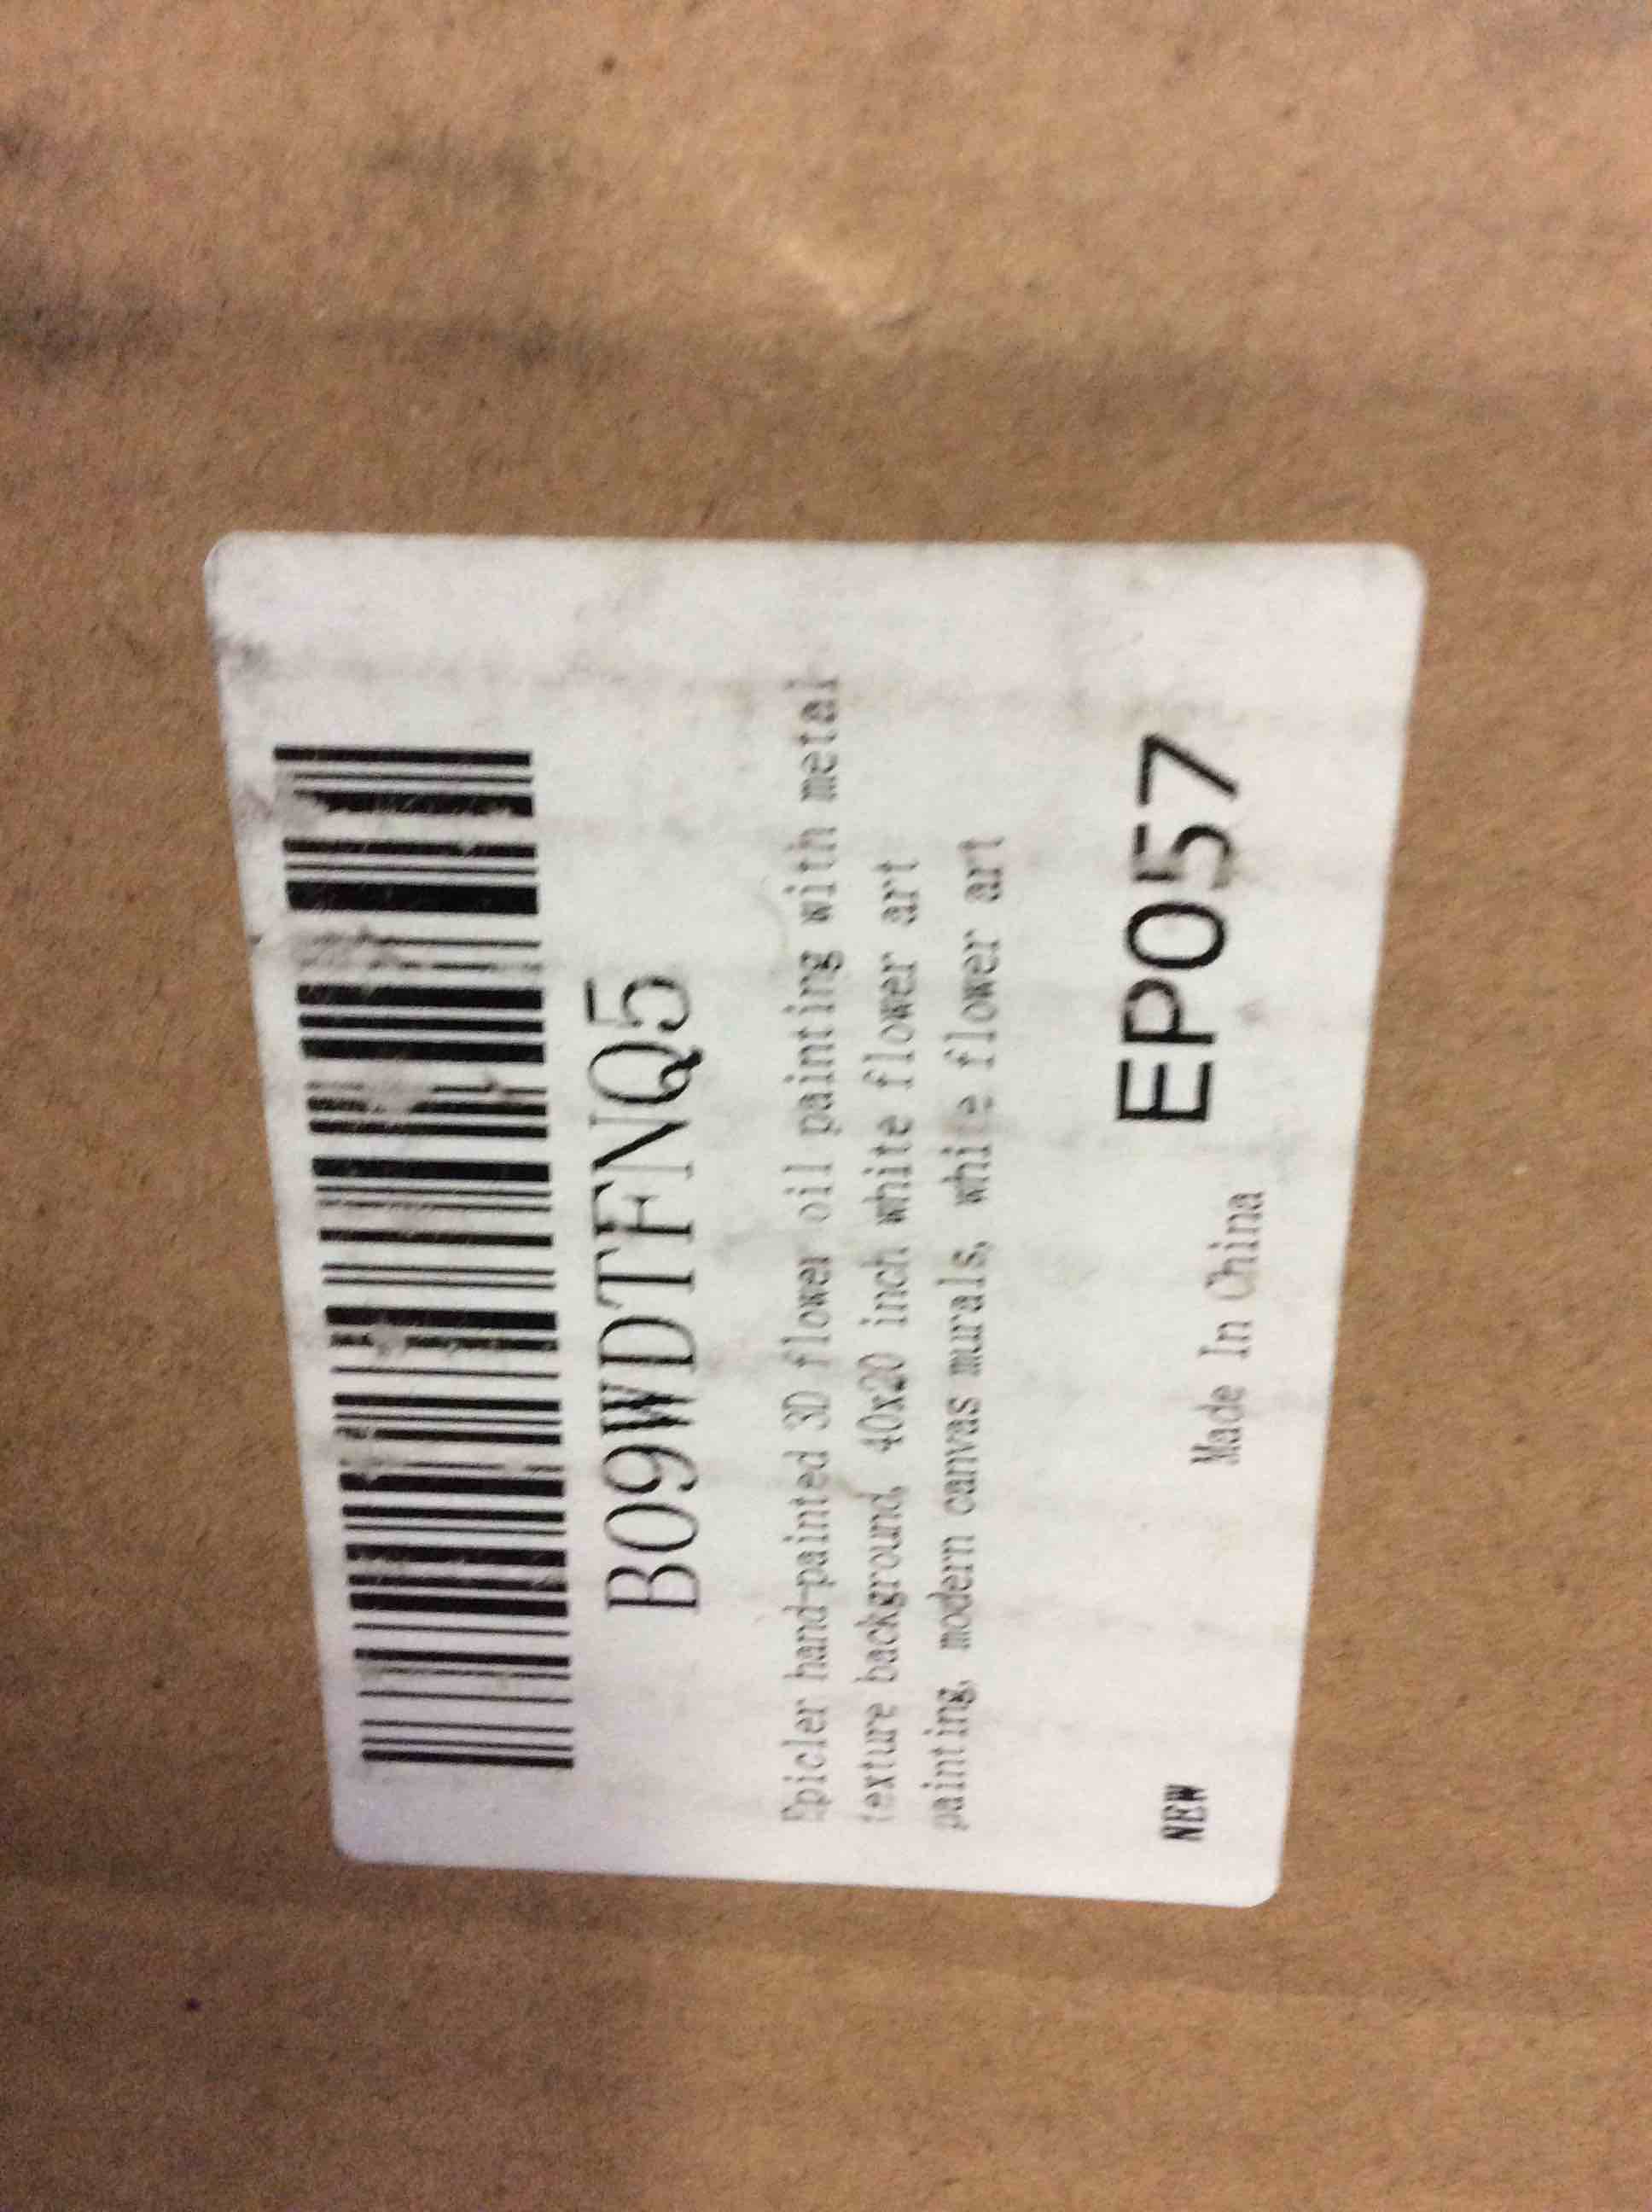 B09WDTFNQ5
Epicler hand-painted 3D flower oil painting with metal
texture background, 40x20 inch white flower art
painting, modern canvas murals, white flower art
EP057
Made In China
NEW